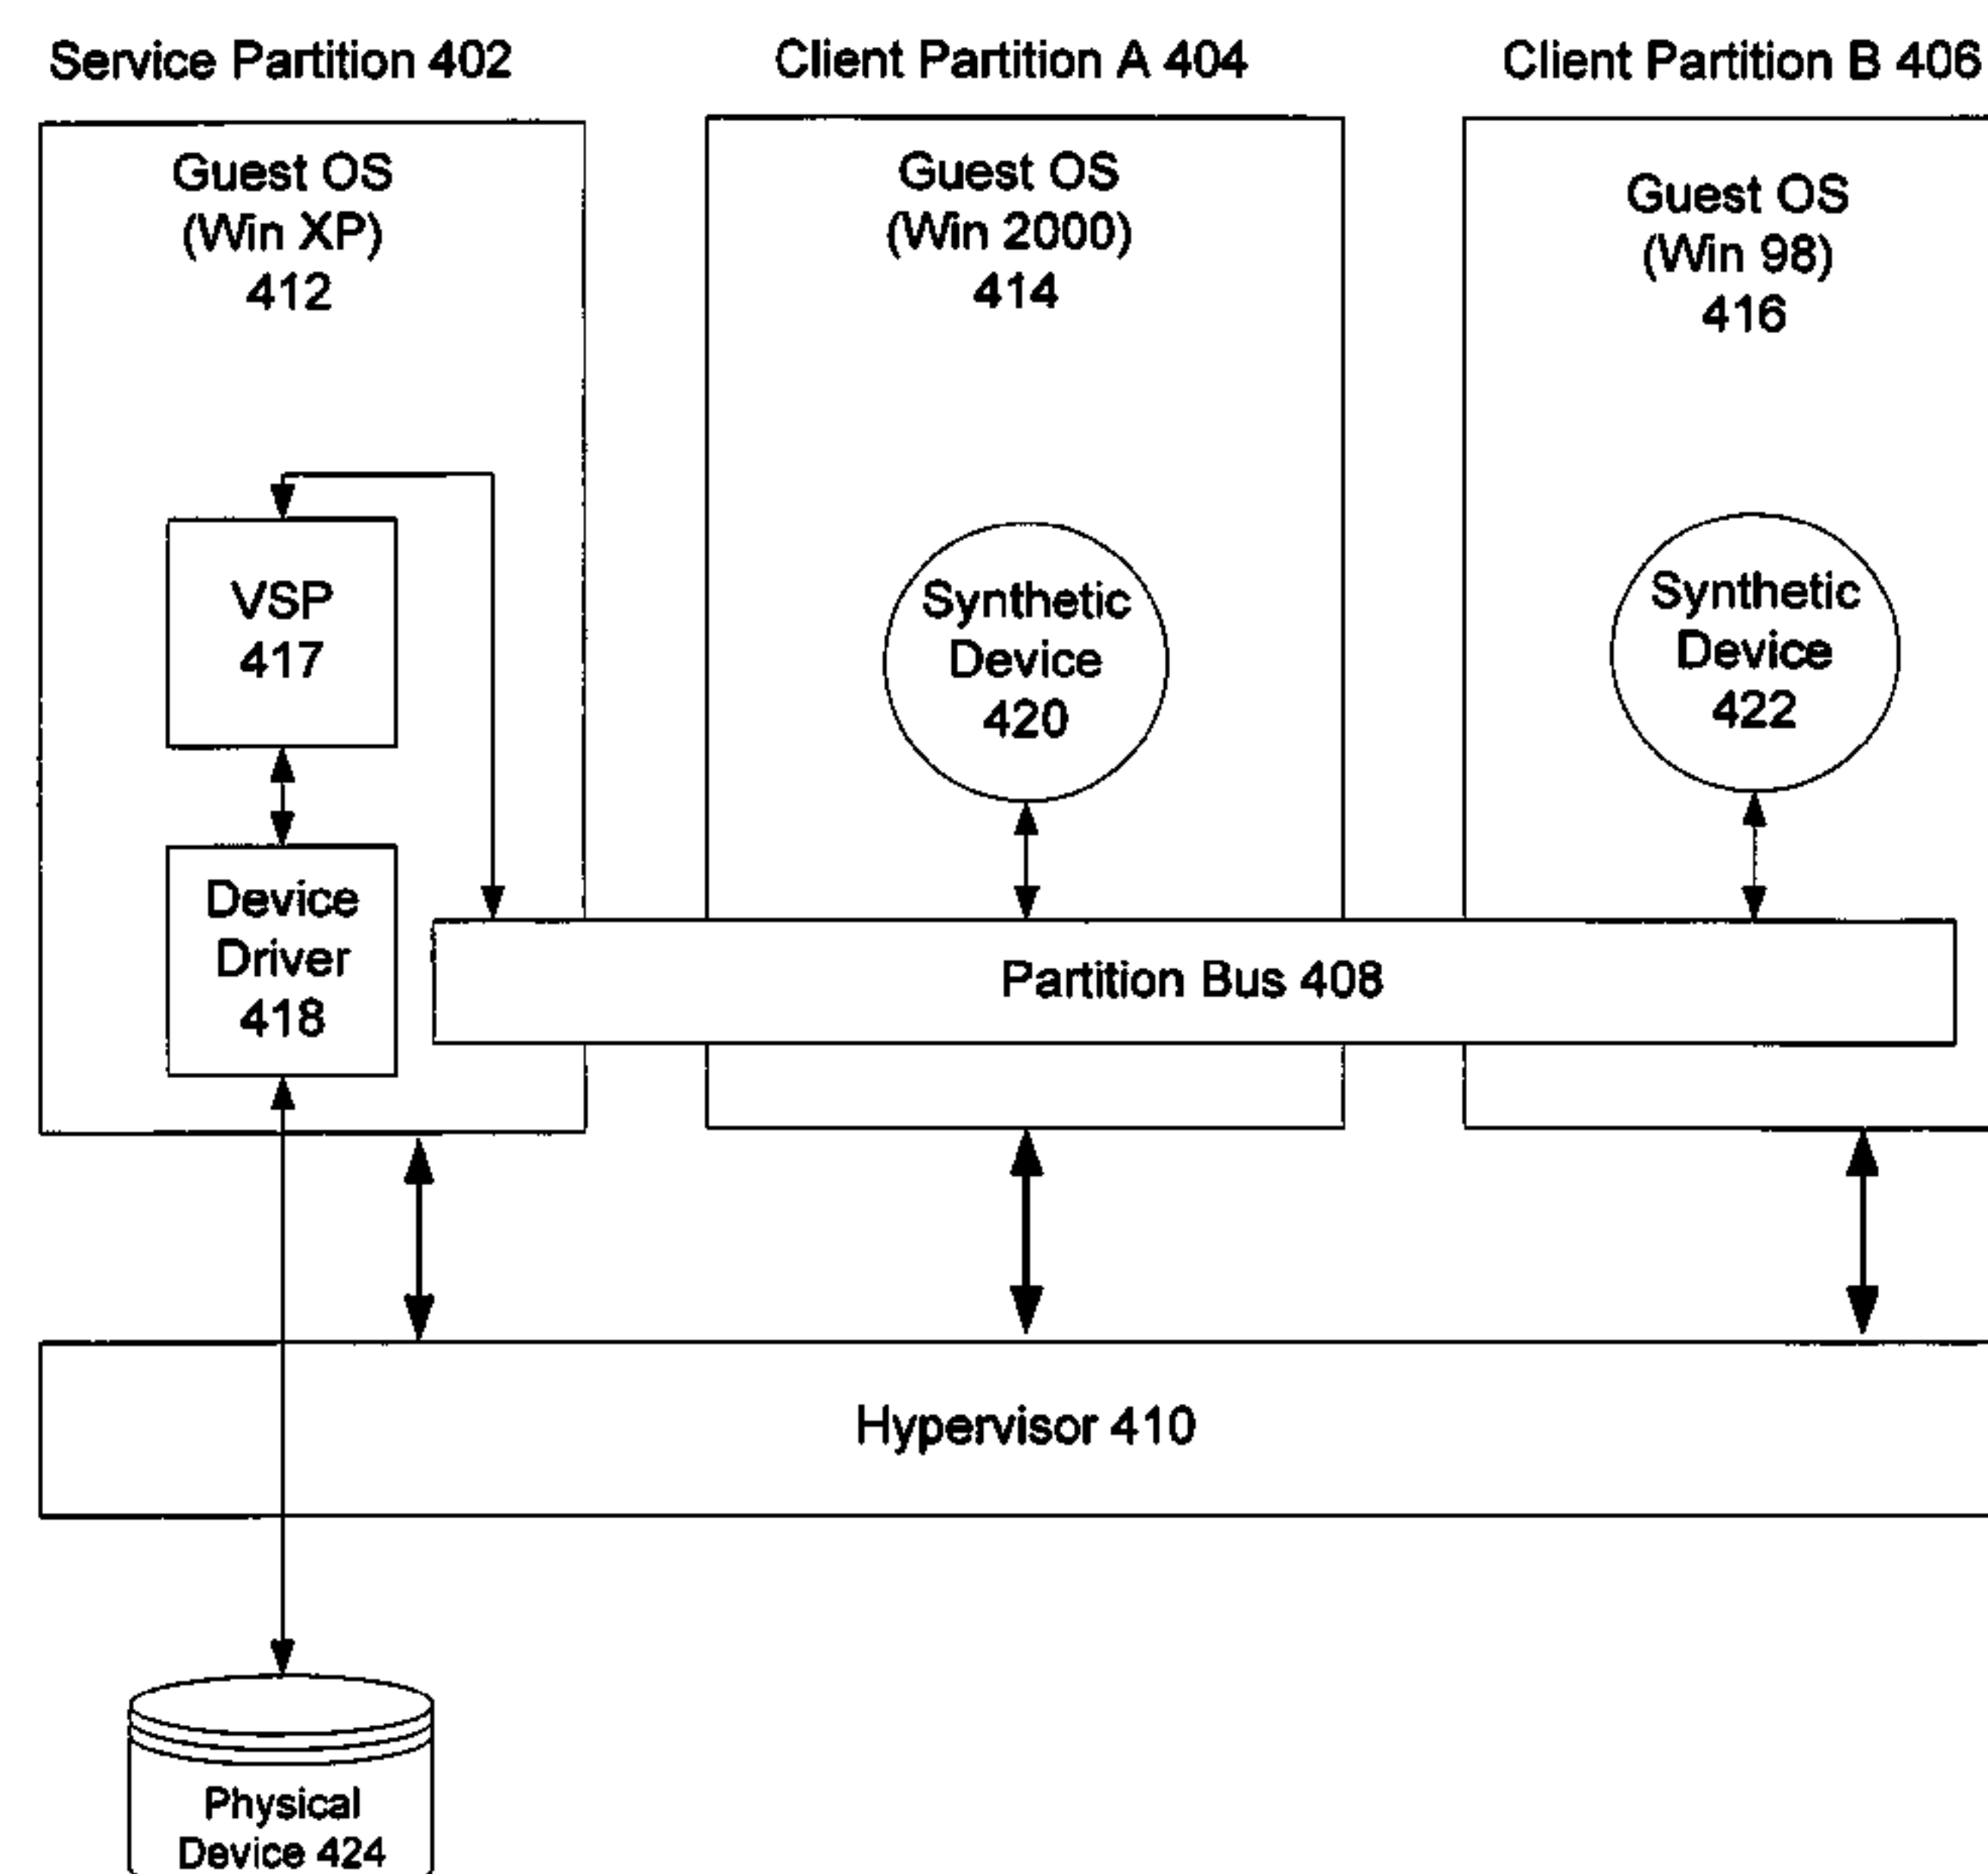 Service Partition 402
Client Partition A 404
Client Partition B 406
Guest OS
(Win XP)
412
Guest OS
(Win 2000)
414
Guest OS
(Win 98)
416
VSP
417
Synthetic
Device
420
Synthetic
Device
422
Device
Driver
418
Partition Bus 408
Hypervisor 410
Physical
Device 424